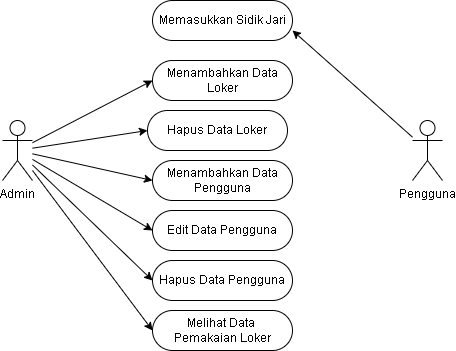 Memasukkan Sidik Jari
Menambahkan Data
Loker
Hapus Data Loker
Menambahkan Data
Pengguna
Admin
Pengguna
Edit Data Pengguna
Hapus Data Pengguna
Melihat Data
Pemakaian Loker